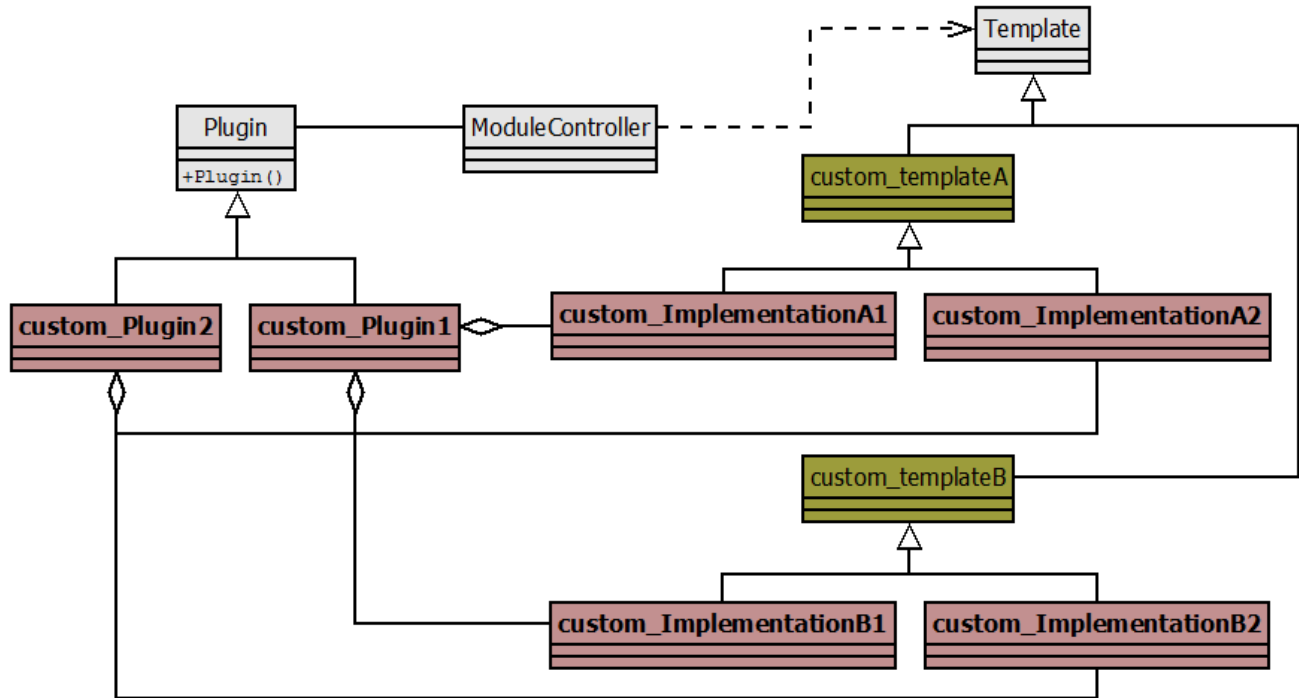 Template
Plugin
+Plugin()
ModuleController
custom_templateA
custom_Plugin2
custom_Plugin1
custom_ImplementationA1
custom_ImplementationA2
custom_templateB
custom_ImplementationB1
custom_ImplementationB2